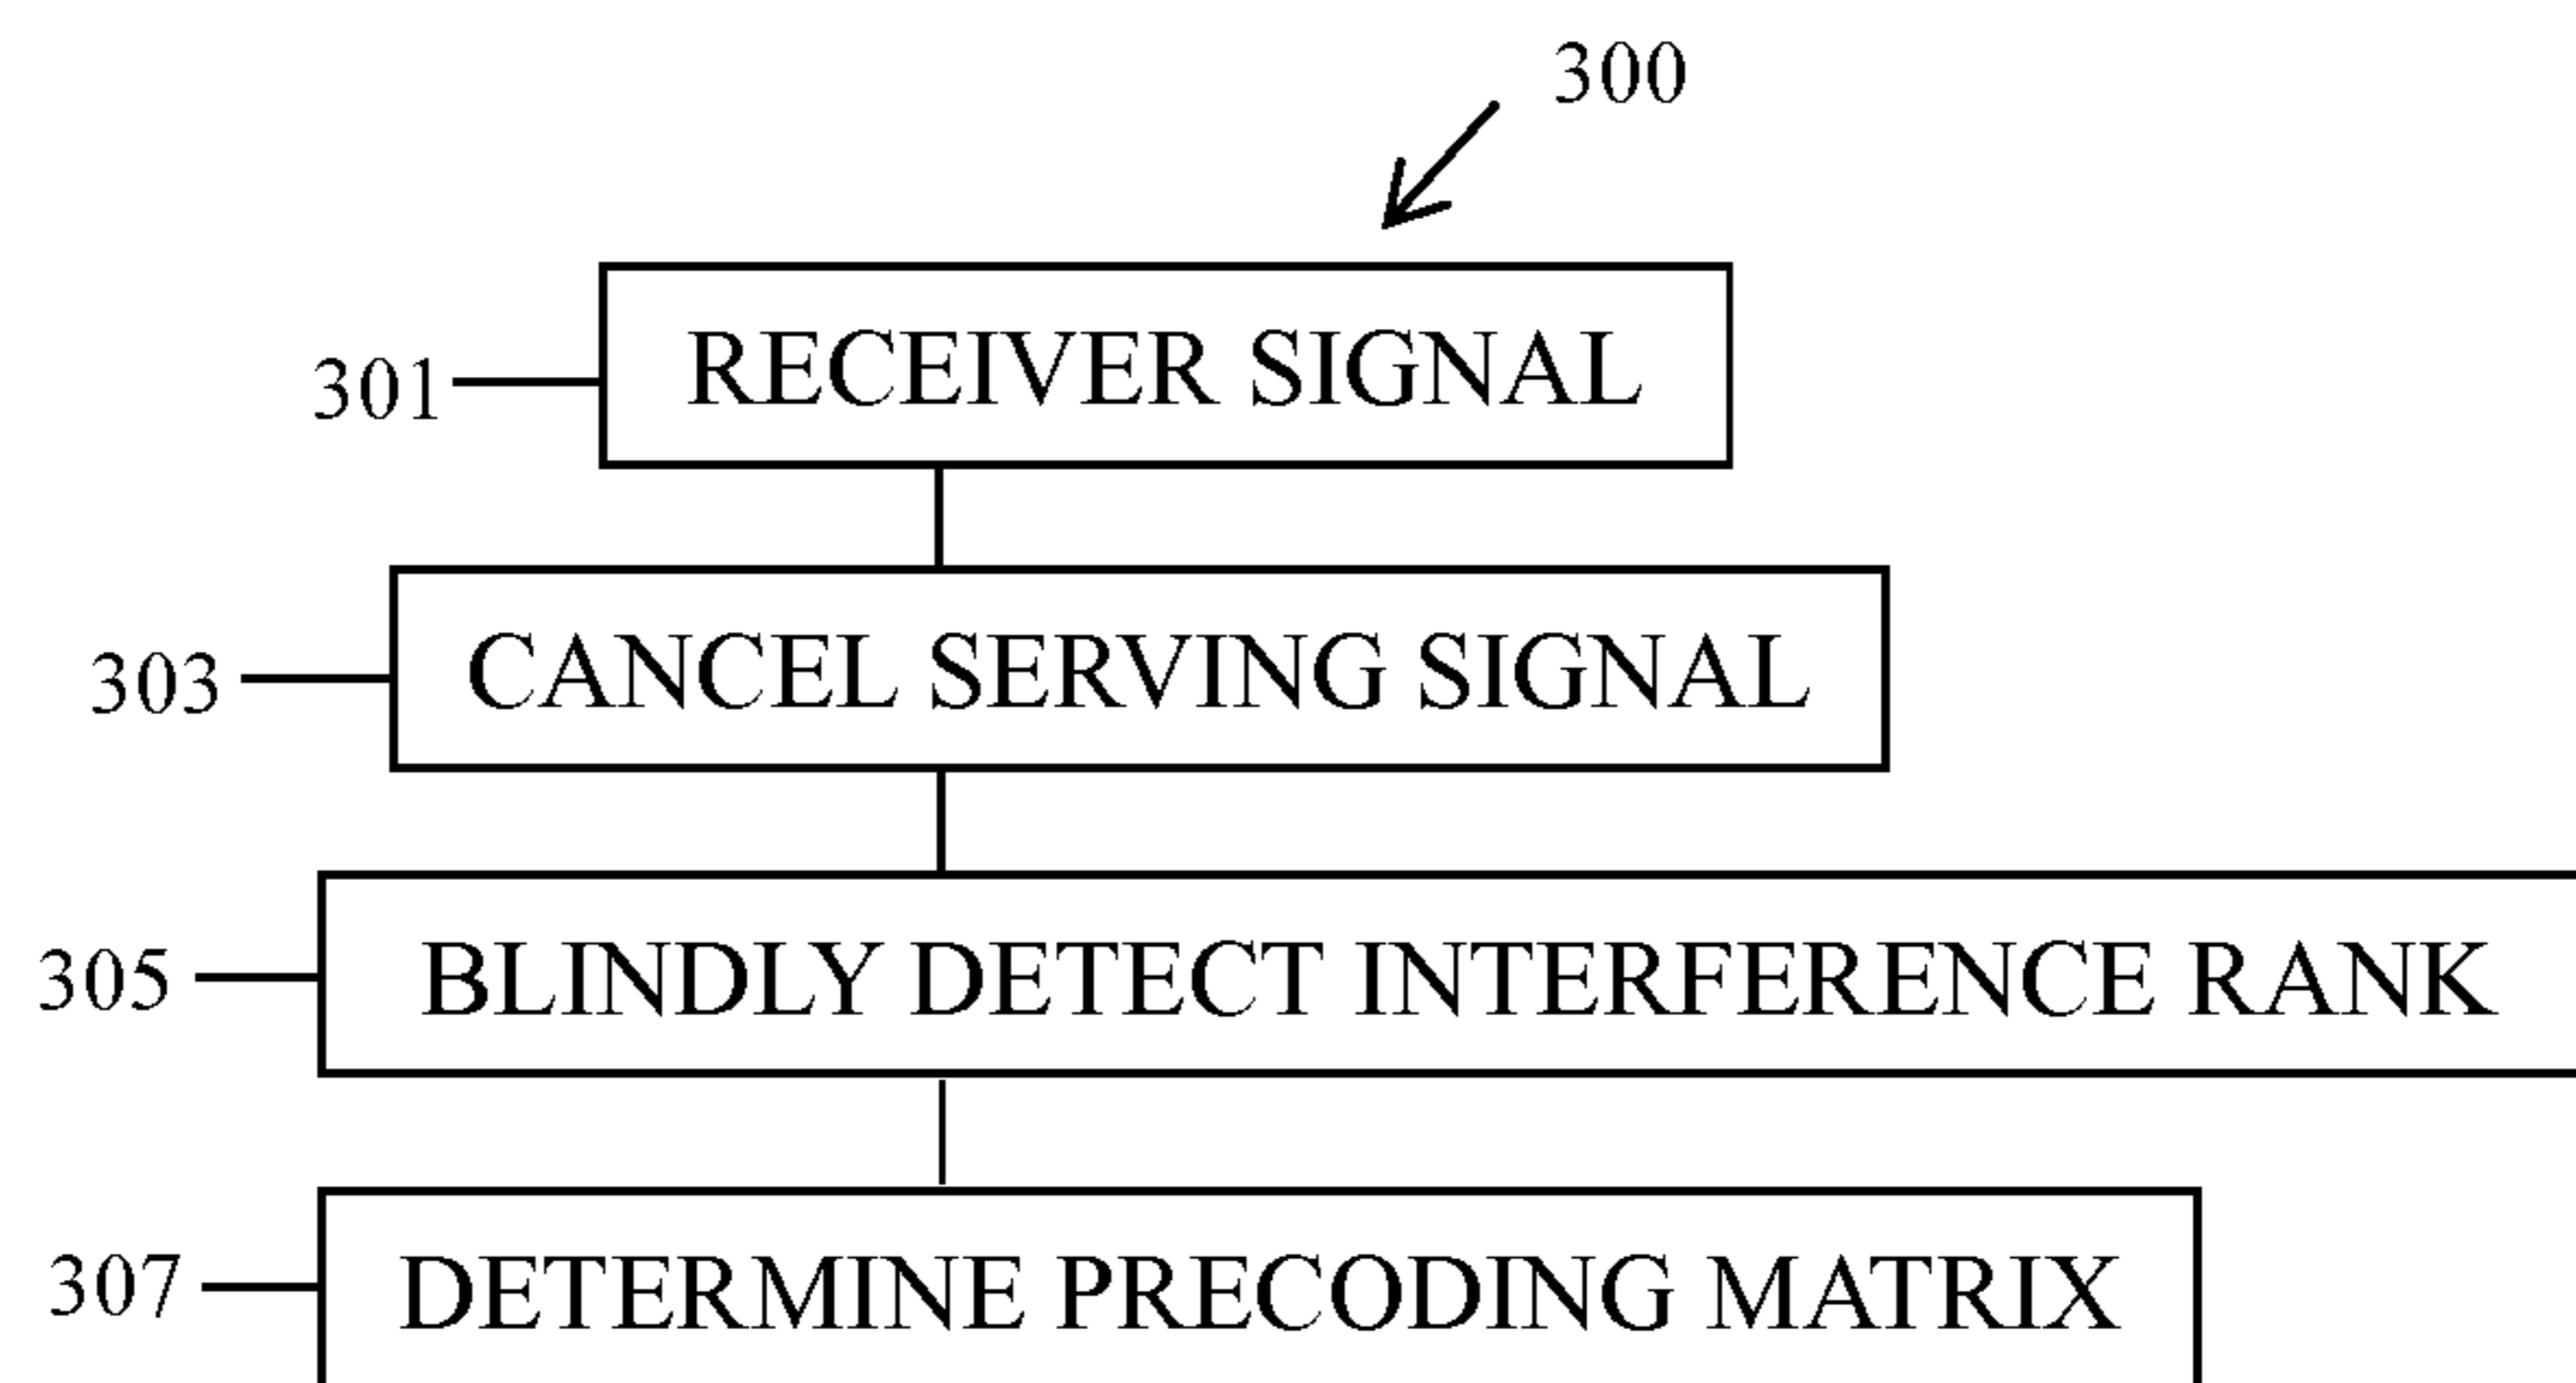 300
301 RECEIVER SIGNAL
303 CANCEL SERVING SIGNAL
305 BLINDLY DETECT INTERFERENCE RANK
307 DETERMINE PRECODING MATRIX